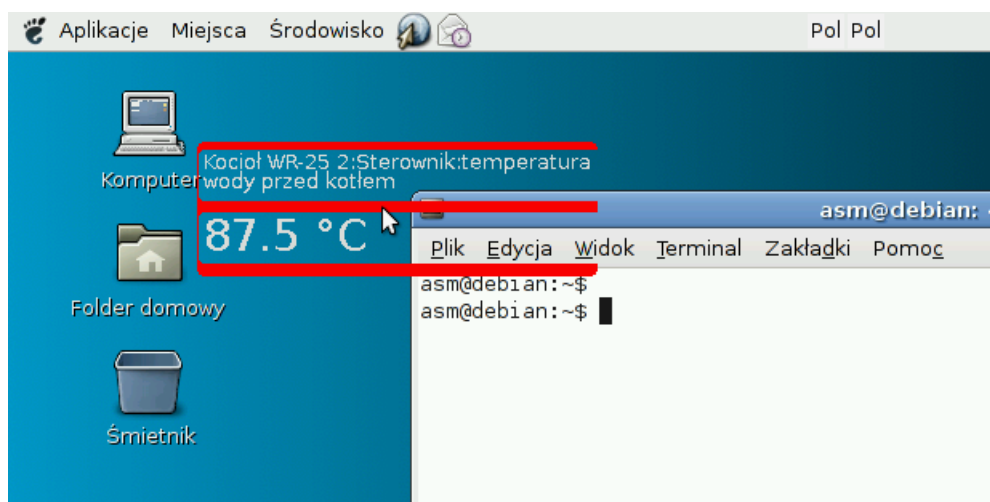 Aplikacje Miejsca Środowisko Pol Pol
Komputer
Kocioł WR-25 2:Sterownik:temperatura
wody przed kotłem
87.5 °C
asm@debian:
Plik Edycja Widok Terminal Zakładki Pomoc
asm@debian:~$
asm@debian:~$
Folder domowy
Śmietnik